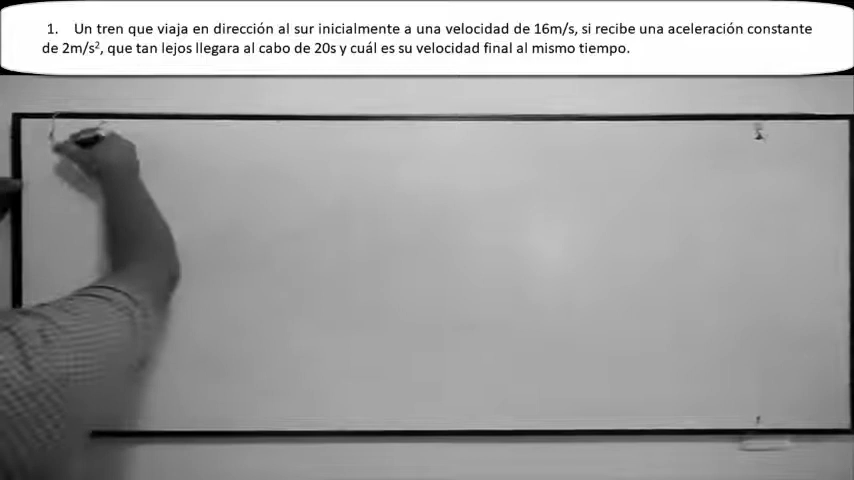 1. Un tren que viaja en dirección al sur inicialmente a una velocidad de 16m/s, si recibe una aceleración constante
de 2m/s², que tan lejos llegara al cabo de 20s y cuál es su velocidad final al mismo tiempo.